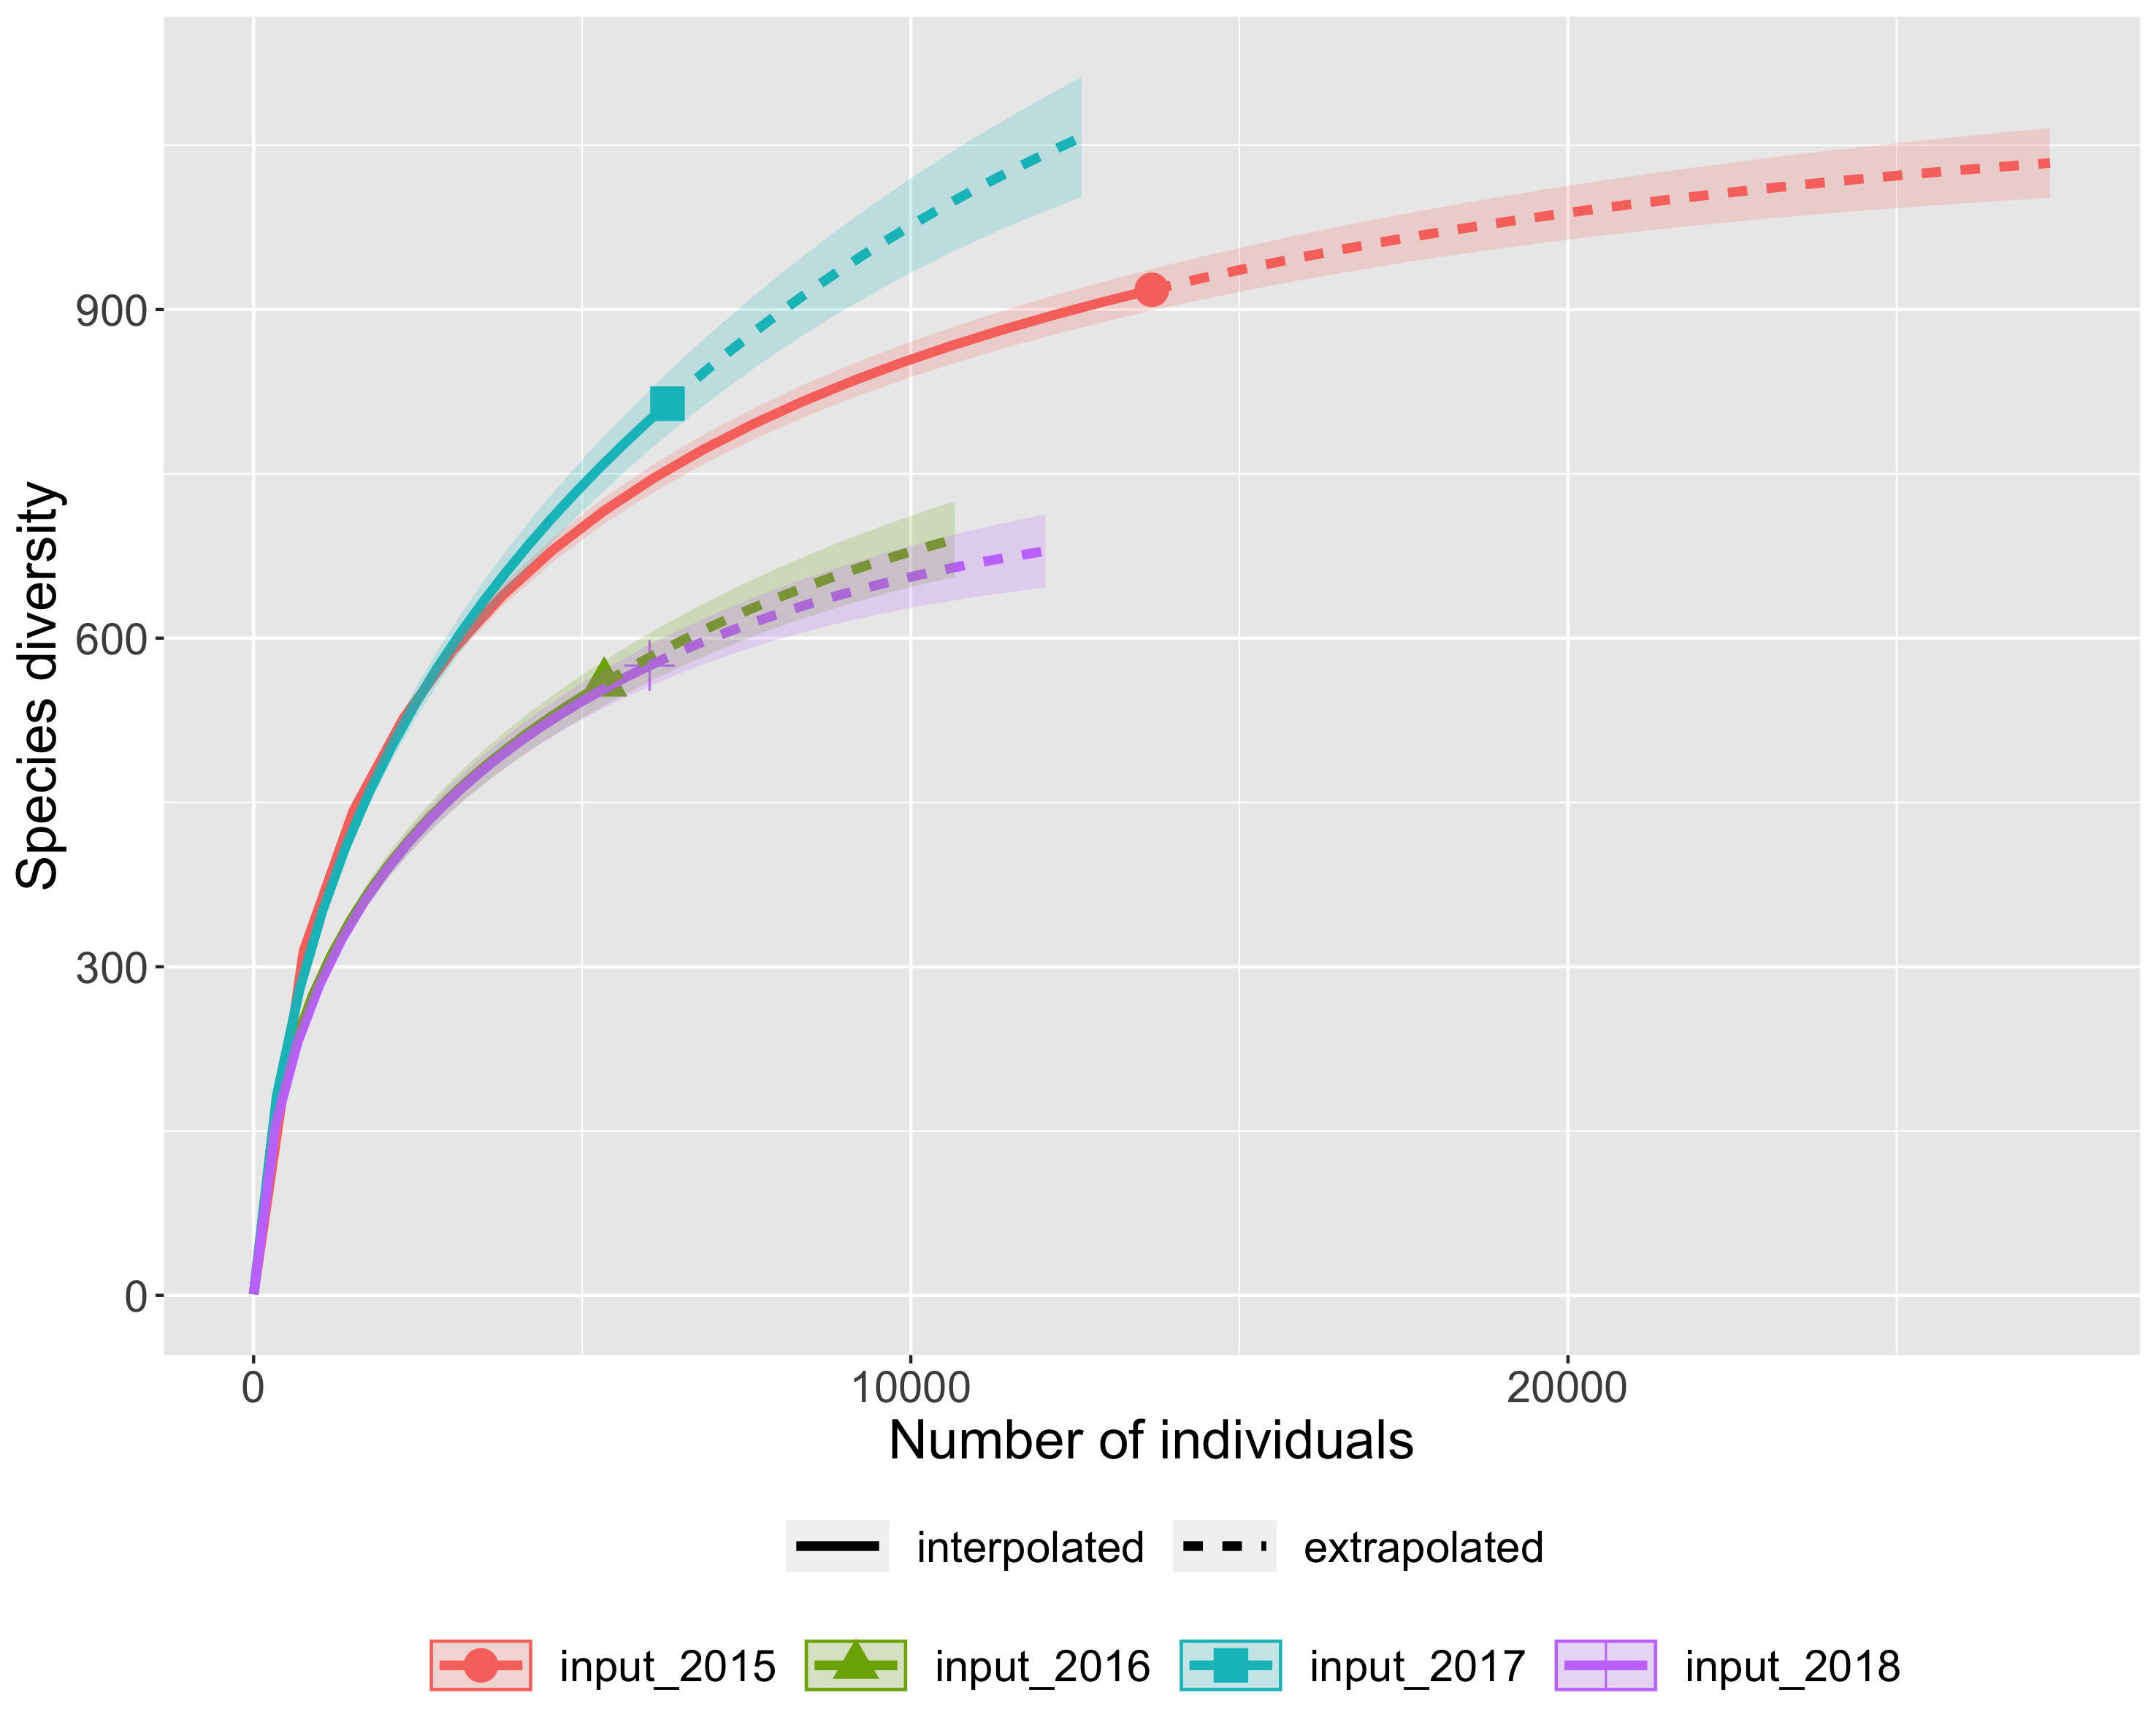 Species diversity
900
600
300
0
0 10000 20000
Number of individuals
interpolated extrapolated
input_2015 input_2016 input_2017 input_2018